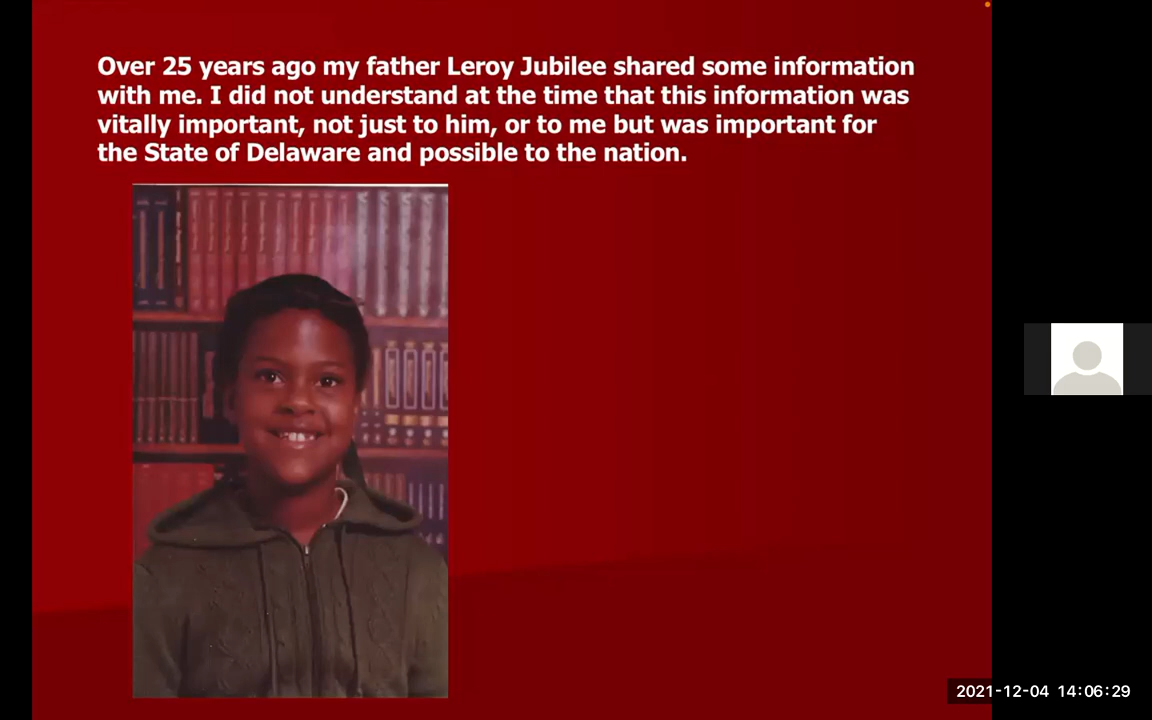 Over 25 years ago my father Leroy Jubilee shared some information
with me. I did not understand at the time that this information was
vitally important, not just to him, or to me but was important for
the State of Delaware and possible to the nation.
2021-12-04 14:06:29